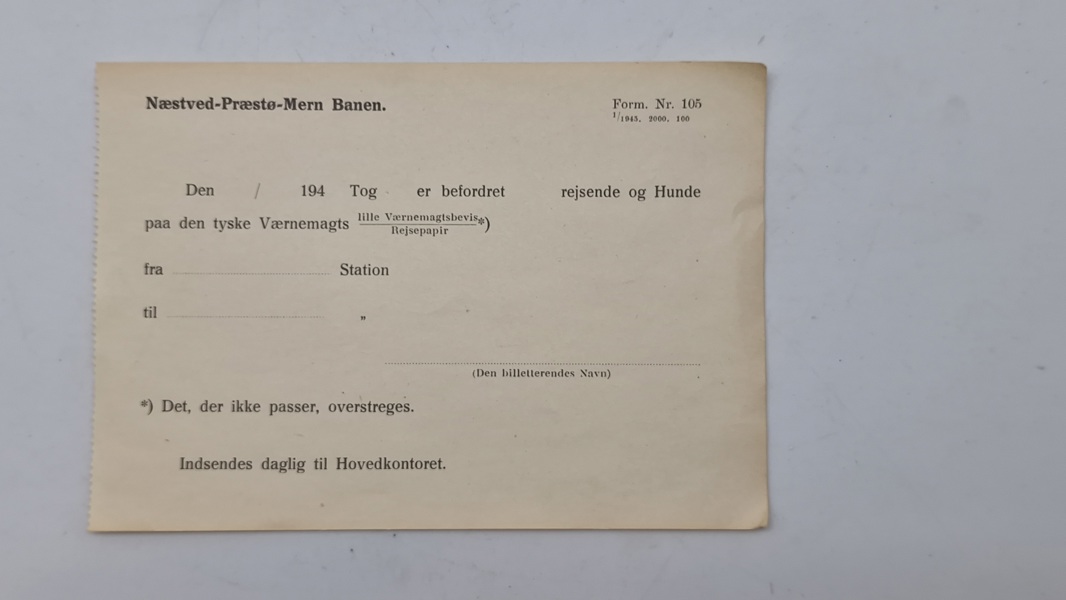 Næstved-Præstø-Mern Banen.
Form. Nr. 105
1/1945, 2000, 100
Den / 194 Tog er befordret rejsende og Hunde
paa den tyske Værnemagts lille Værnemagtsbevis/Rejsepapir *)
fra Station
til "
(Den billetterendes Navn)
*) Det, der ikke passer, overstreges.
Indsendes daglig til Hovedkontoret.